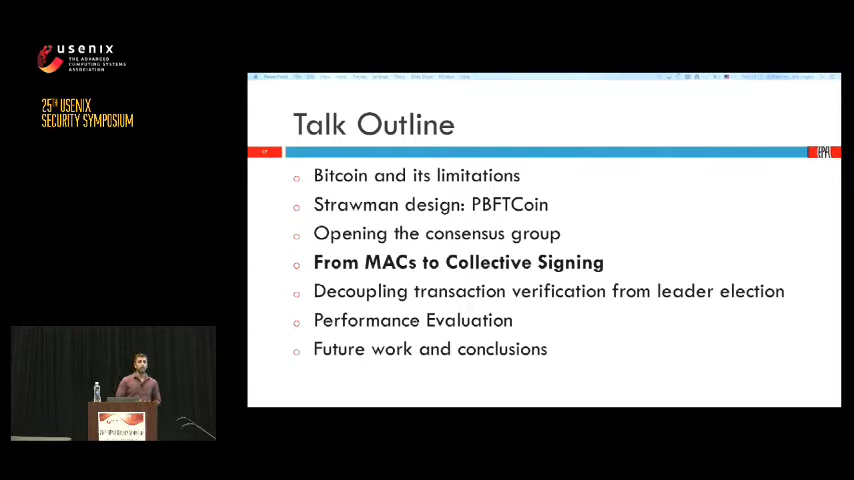 usenix
THE ADVANCED
COMPUTING SYSTEMS
ASSOCIATION
25TH USENIX
SECURITY SYMPOSIUM
Talk Outline
17
EPFL
Bitcoin and its limitations
Strawman design: PBFTCoin
Opening the consensus group
From MACs to Collective Signing
Decoupling transaction verification from leader election
Performance Evaluation
Future work and conclusions